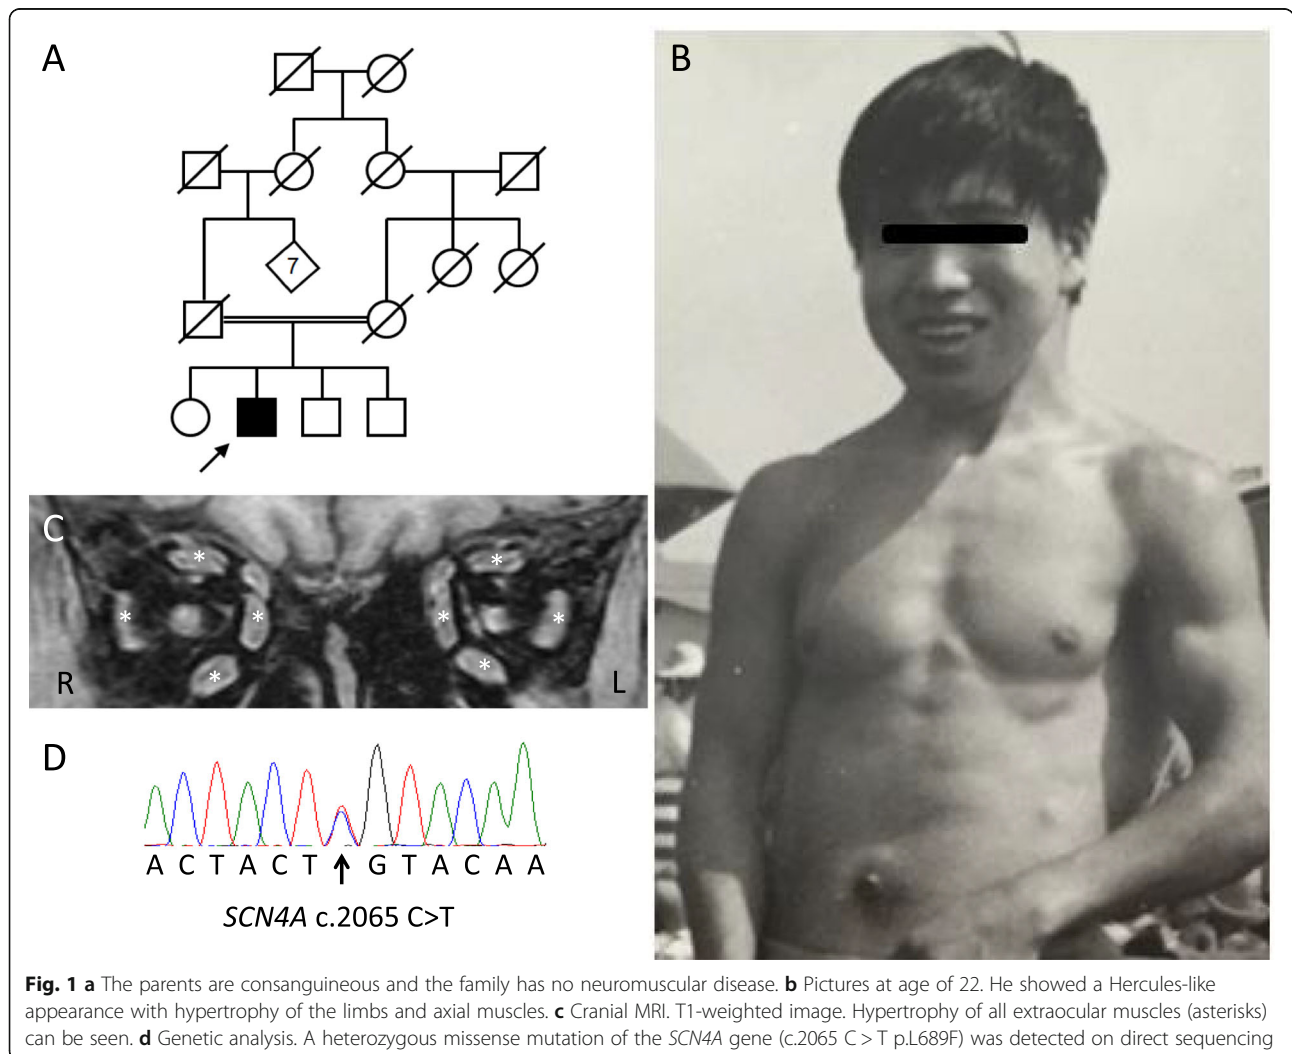 A
B
7
C
* *
* * * *
* *
R L
D
A C T A C T G T A C A A
SCN4A c.2065 C>T
Fig. 1 a The parents are consanguineous and the family has no neuromuscular disease. b Pictures at age of 22. He showed a Hercules-like
appearance with hypertrophy of the limbs and axial muscles. c Cranial MRI. T1-weighted image. Hypertrophy of all extraocular muscles (asterisks)
can be seen. d Genetic analysis. A heterozygous missense mutation of the SCN4A gene (c.2065 C > T p.L689F) was detected on direct sequencing